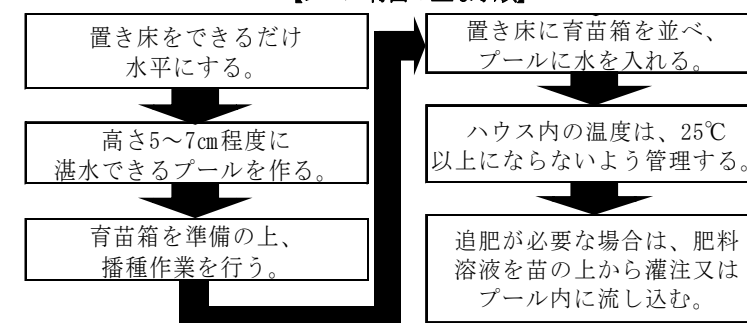 置き床をできるだけ
水平にする。
高さ5～7㎝程度に
湛水できるプールを作る。
育苗箱を準備の上、
播種作業を行う。
置き床に育苗箱を並べ、
プールに水を入れる。
ハウス内の温度は、25℃
以上にならないよう管理する。
追肥が必要な場合は、肥料
溶液を苗の上から灌注又は
プール内に流し込む。